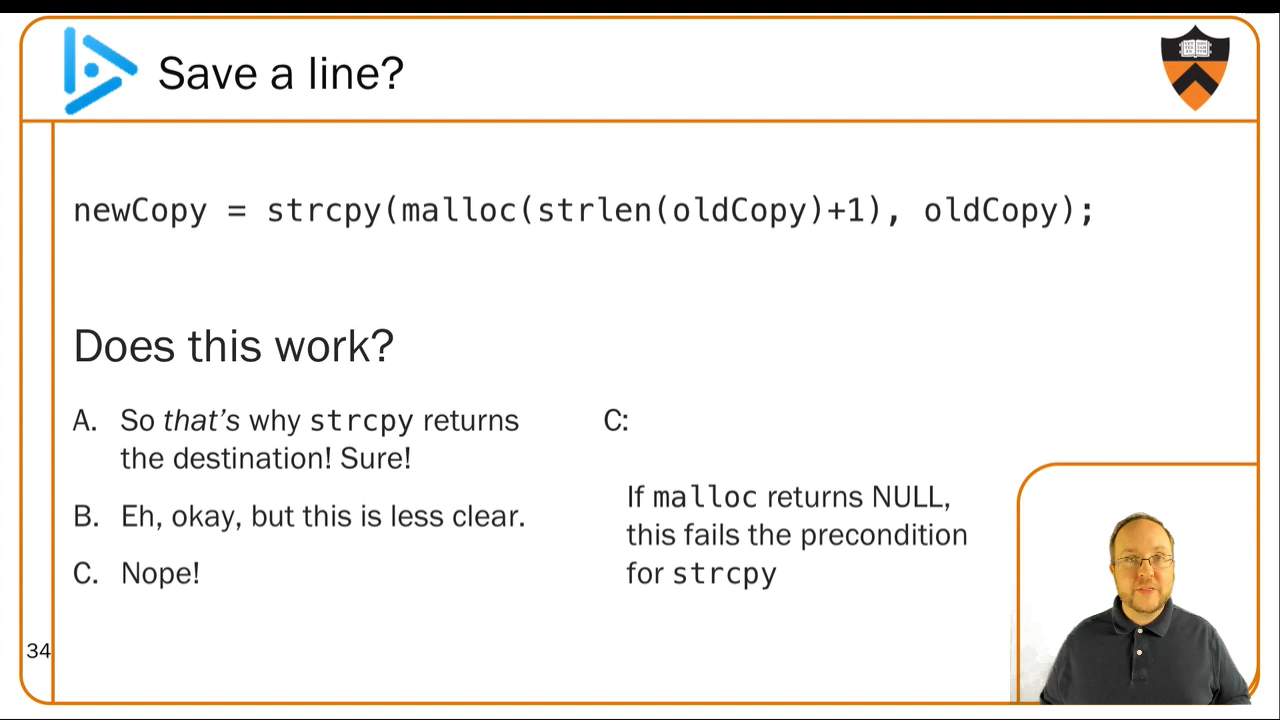 Save a line?
newCopy = strcpy(malloc(strlen(oldCopy)+1), oldCopy);
Does this work?
A. So that's why strcpy returns
the destination! Sure!
B. Eh, okay, but this is less clear.
C. Nope!
C:
If malloc returns NULL,
this fails the precondition
for strcpy
34